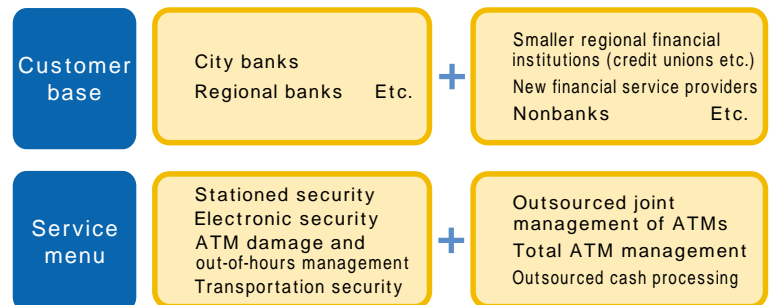 Customer
base
City banks
Regional banks Etc.
+
Smaller regional financial
institutions (credit unions etc.)
New financial service providers
Nonbanks Etc.
Service
menu
Stationed security
Electronic security
ATM damage and
out-of-hours management
Transportation security
+
Outsourced joint
management of ATMs
Total ATM management
Outsourced cash processing